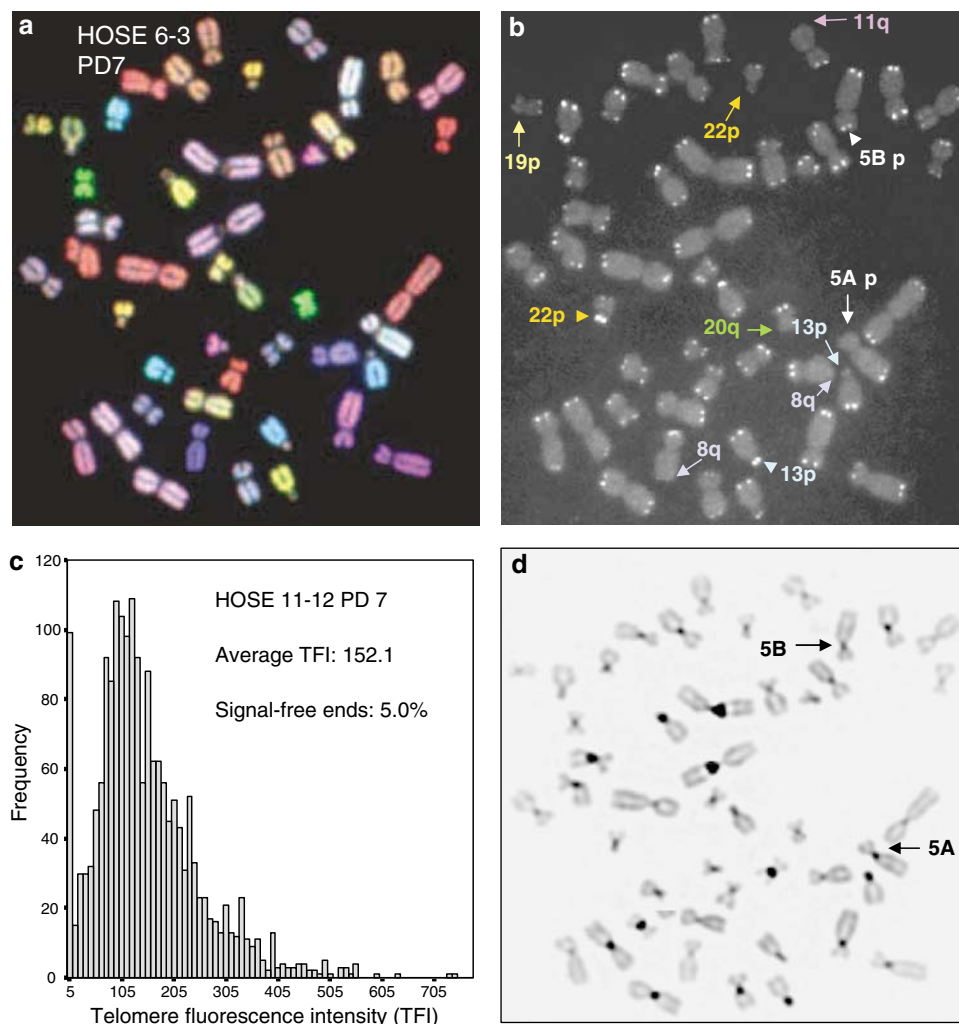 a
HOSE 6-3
PD7
b
11q
22p
19p
5B p
5A p
22p
20q
13p
8q
8q
13p
c
120
100
80
60
40
20
0
Frequency
HOSE 11-12 PD 7
Average TFI: 152.1
Signal-free ends: 5.0%
5 105 205 305 405 505 605 705
Telomere fluorescence intensity (TFI)
d
5B
5A